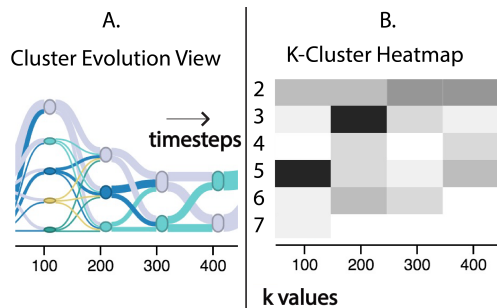 A.
Cluster Evolution View
timesteps
100 200 300 400
B.
K-Cluster Heatmap
2
3
4
5
6
7
100 200 300 400
k values